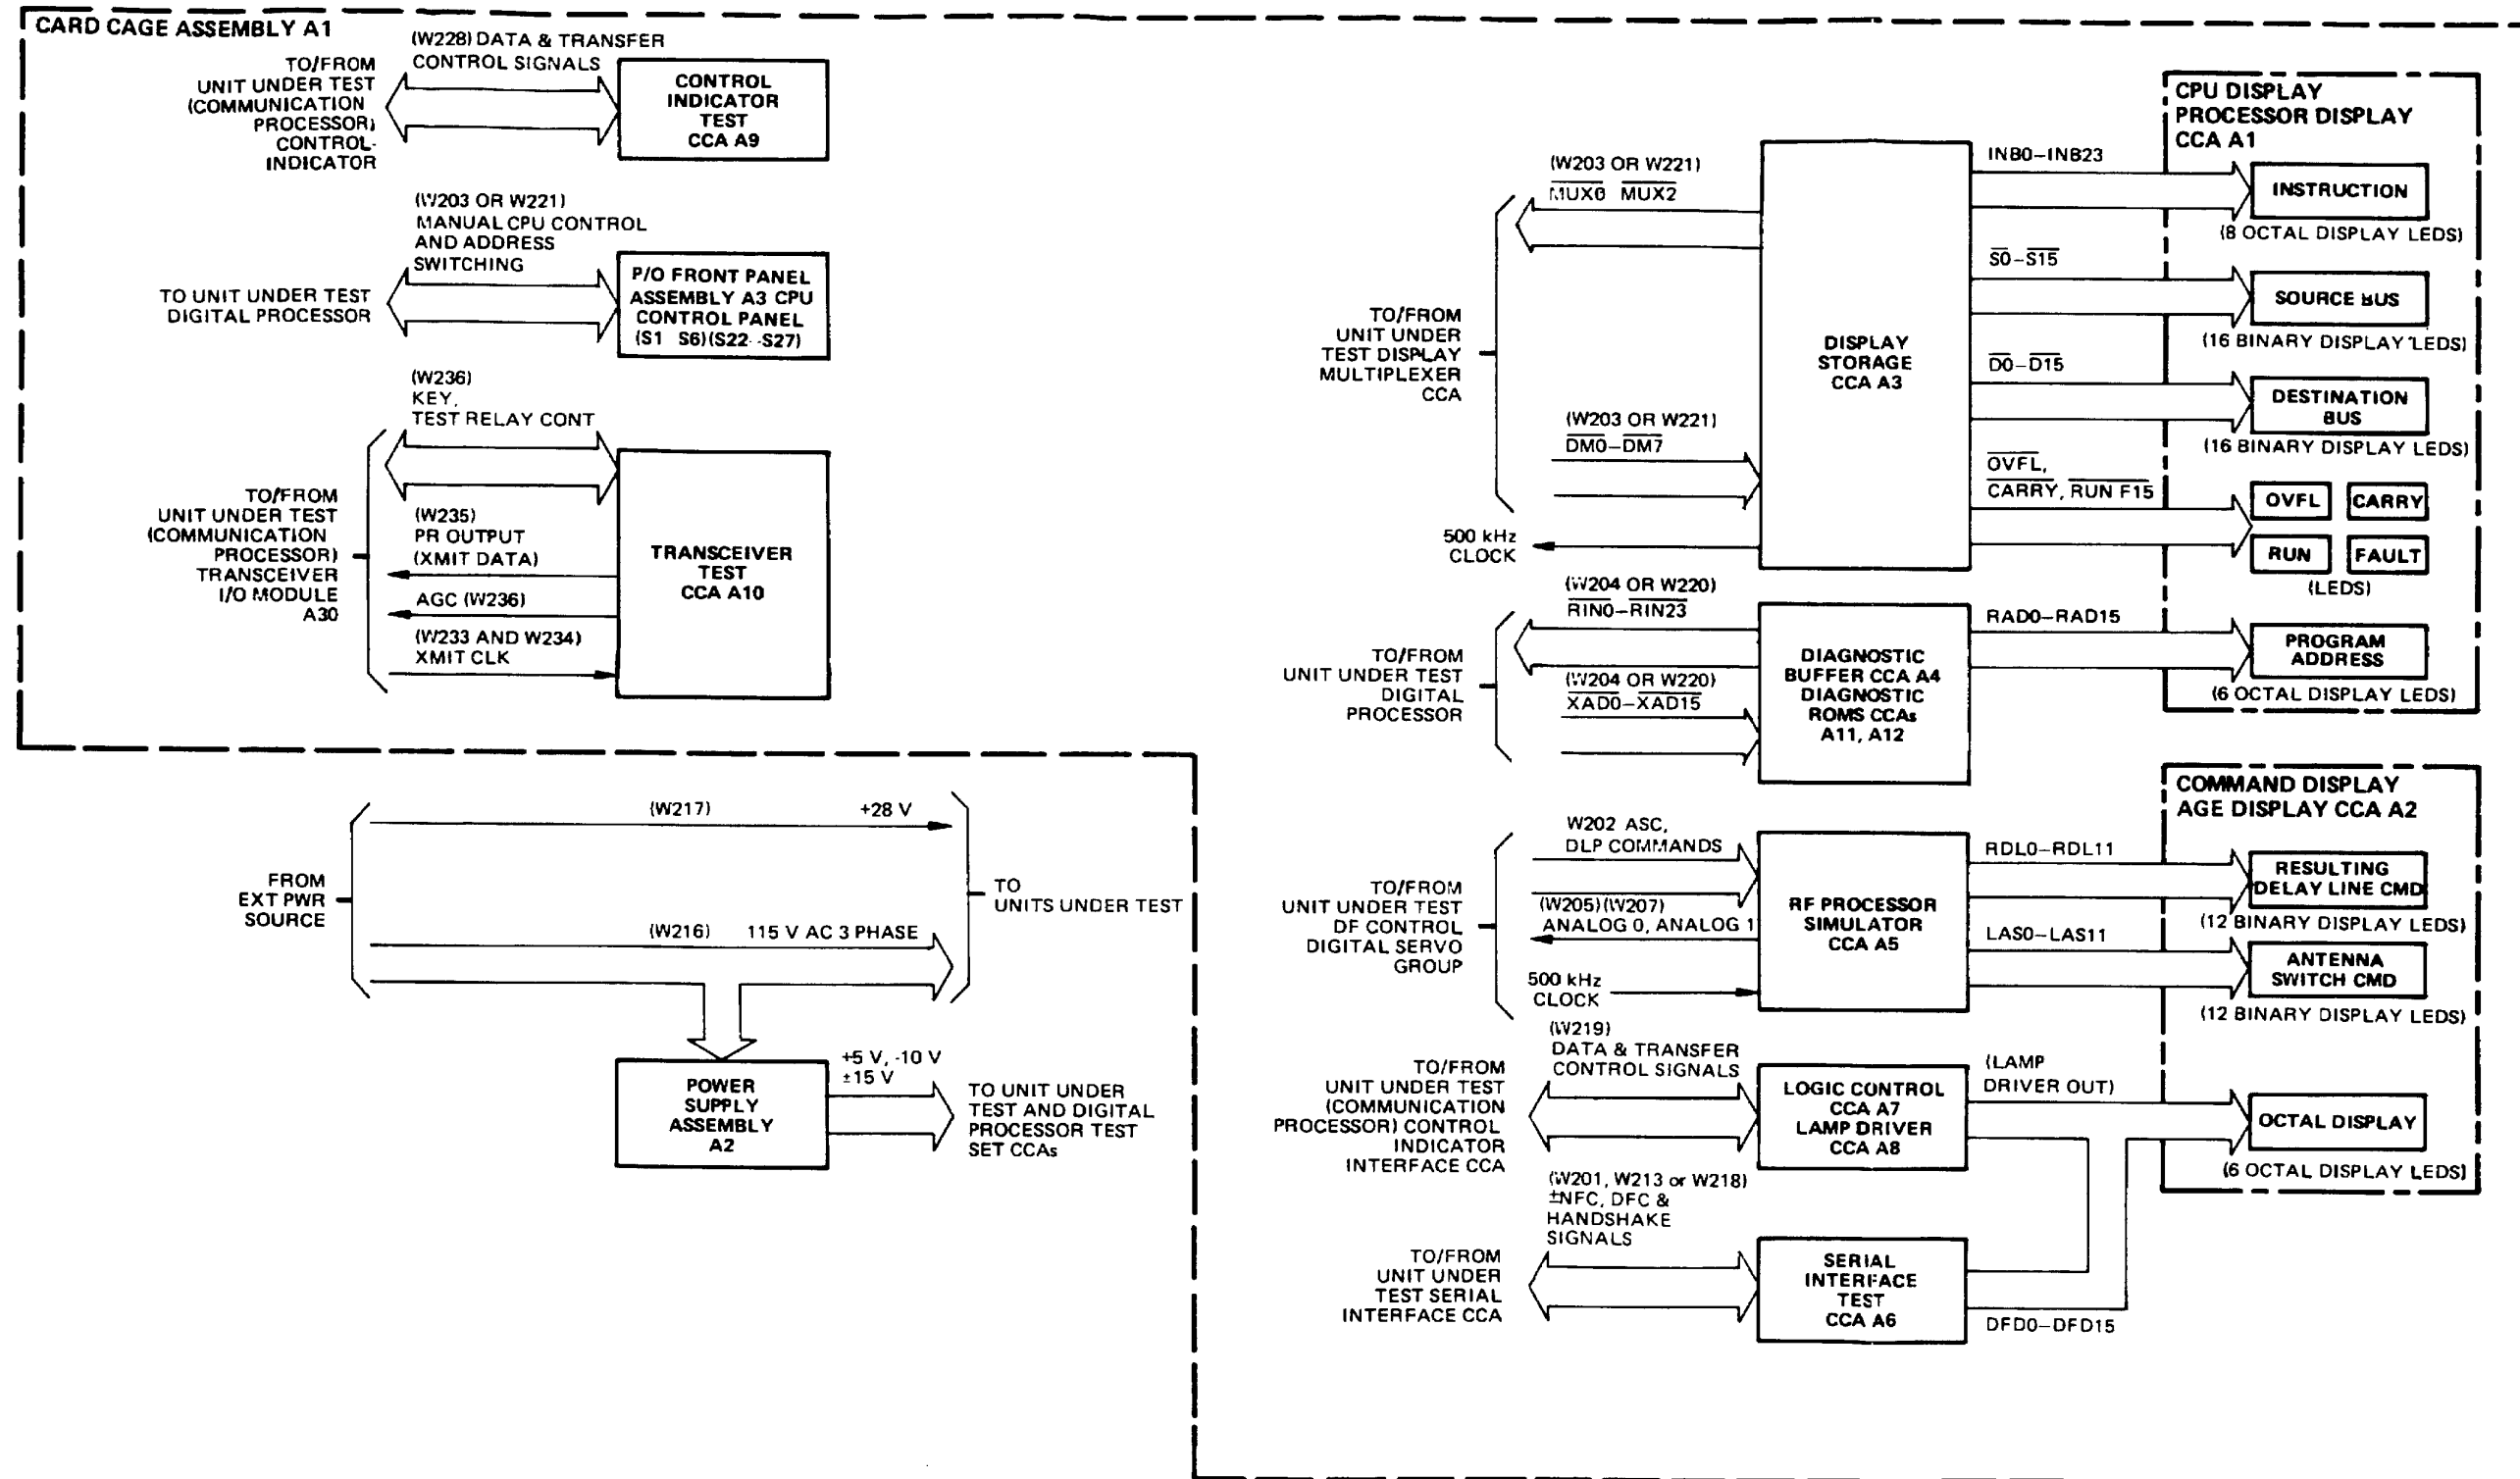 CARD CAGE ASSEMBLY A1
(W228) DATA & TRANSFER
CONTROL SIGNALS
TO/FROM
UNIT UNDER TEST
(COMMUNICATION
PROCESSOR)
CONTROL-
INDICATOR
CONTROL
INDICATOR
TEST
CCA A9
(W203 OR W221)
MANUAL CPU CONTROL
AND ADDRESS
SWITCHING
TO UNIT UNDER TEST
DIGITAL PROCESSOR
P/O FRONT PANEL
ASSEMBLY A3 CPU
CONTROL PANEL
(S1 S6)(S22--S27)
(W236)
KEY,
TEST RELAY CONT
TO/FROM
UNIT UNDER TEST
(COMMUNICATION
PROCESSOR)
TRANSCEIVER
I/O MODULE
A30
(W235)
PR OUTPUT
(XMIT DATA)
AGC (W236)
(W233 AND W234)
XMIT CLK
TRANSCEIVER
TEST
CCA A10
FROM
EXT PWR
SOURCE
(W217) +28 V
(W216) 115 V AC 3 PHASE
TO
UNITS UNDER TEST
POWER
SUPPLY
ASSEMBLY
A2
+5 V, -10 V
±15 V
TO UNIT UNDER
TEST AND DIGITAL
PROCESSOR TEST
SET CCAs
(W203 OR W221)
MUX0 MUX2
TO/FROM
UNIT UNDER
TEST DISPLAY
MULTIPLEXER
CCA
(W203 OR W221)
DM0–DM7
500 kHz
CLOCK
DISPLAY
STORAGE
CCA A3
INB0–INB23
S0–S15
D0–D15
OVFL,
CARRY, RUN F15
CPU DISPLAY
PROCESSOR DISPLAY
CCA A1
INSTRUCTION
(8 OCTAL DISPLAY LEDS)
SOURCE BUS
(16 BINARY DISPLAY LEDS)
DESTINATION
BUS
(16 BINARY DISPLAY LEDS)
OVFL CARRY
RUN FAULT
(LEDS)
PROGRAM
ADDRESS
(6 OCTAL DISPLAY LEDS)
(W204 OR W220)
RIN0–RIN23
TO/FROM
UNIT UNDER TEST
DIGITAL
PROCESSOR
(W204 OR W220)
XAD0–XAD15
DIAGNOSTIC
BUFFER CCA A4
DIAGNOSTIC
ROMS CCAs
A11, A12
RAD0–RAD15
W202 ASC,
DLP COMMANDS
TO/FROM
UNIT UNDER TEST
DF CONTROL
DIGITAL SERVO
GROUP
(W205)(W207)
ANALOG 0, ANALOG 1
500 kHz
CLOCK
RF PROCESSOR
SIMULATOR
CCA A5
RDL0–RDL11
LAS0–LAS11
COMMAND DISPLAY
AGE DISPLAY CCA A2
RESULTING
DELAY LINE CMD
(12 BINARY DISPLAY LEDS)
ANTENNA
SWITCH CMD
(12 BINARY DISPLAY LEDS)
OCTAL DISPLAY
(6 OCTAL DISPLAY LEDS)
(W219)
DATA & TRANSFER
CONTROL SIGNALS
TO/FROM
UNIT UNDER TEST
(COMMUNICATION
PROCESSOR) CONTROL
INDICATOR
INTERFACE CCA
LOGIC CONTROL
CCA A7
LAMP DRIVER
CCA A8
(LAMP
DRIVER OUT)
(W201, W213 or W218)
±NFC, DFC &
HANDSHAKE
SIGNALS
TO/FROM
UNIT UNDER
TEST SERIAL
INTERFACE CCA
SERIAL
INTERFACE
TEST
CCA A6
DFD0–DFD15